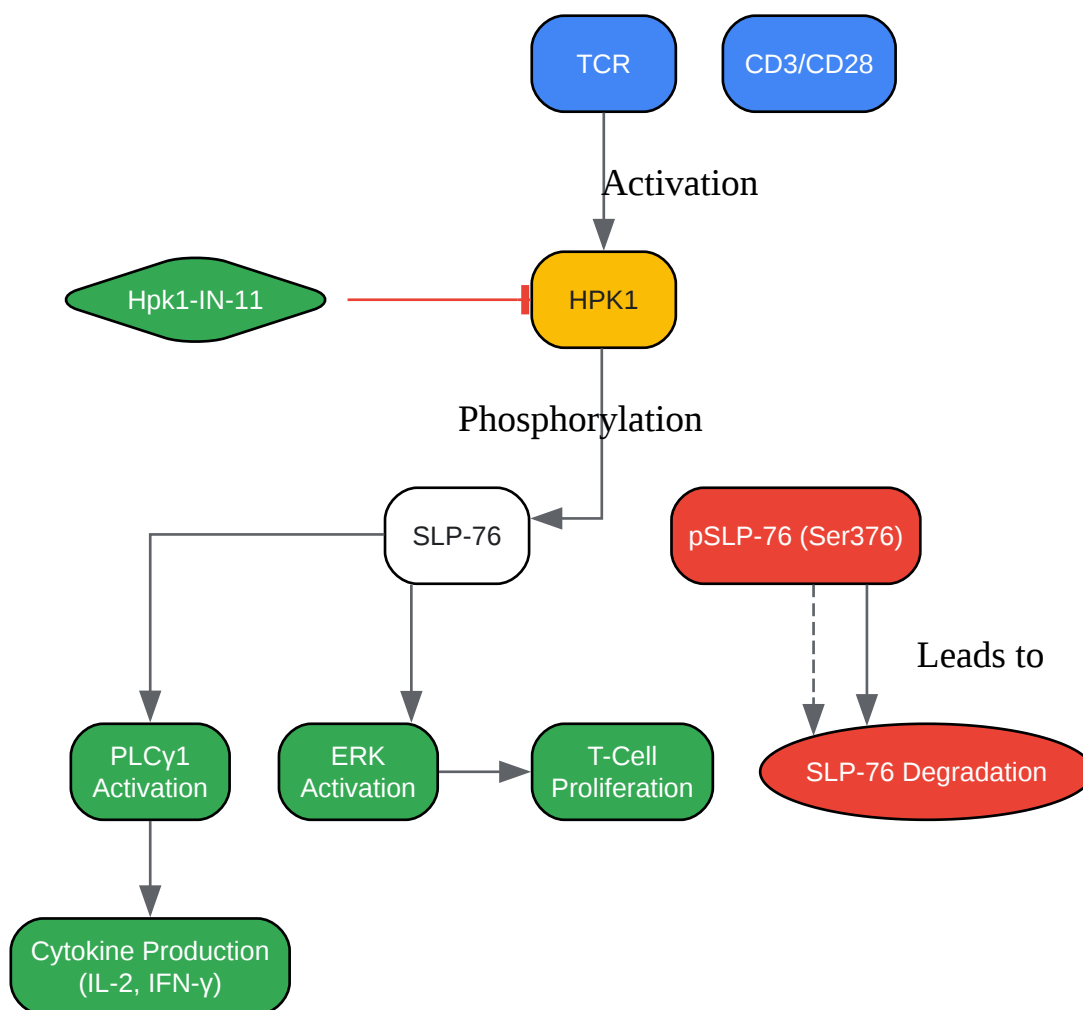 TCR
CD3/CD28
Activation
Hpk1-IN-11
HPK1
Phosphorylation
SLP-76
pSLP-76 (Ser376)
Leads to
PLCγ1
Activation
ERK
Activation
T-Cell
Proliferation
SLP-76 Degradation
Cytokine Production
(IL-2, IFN-γ)